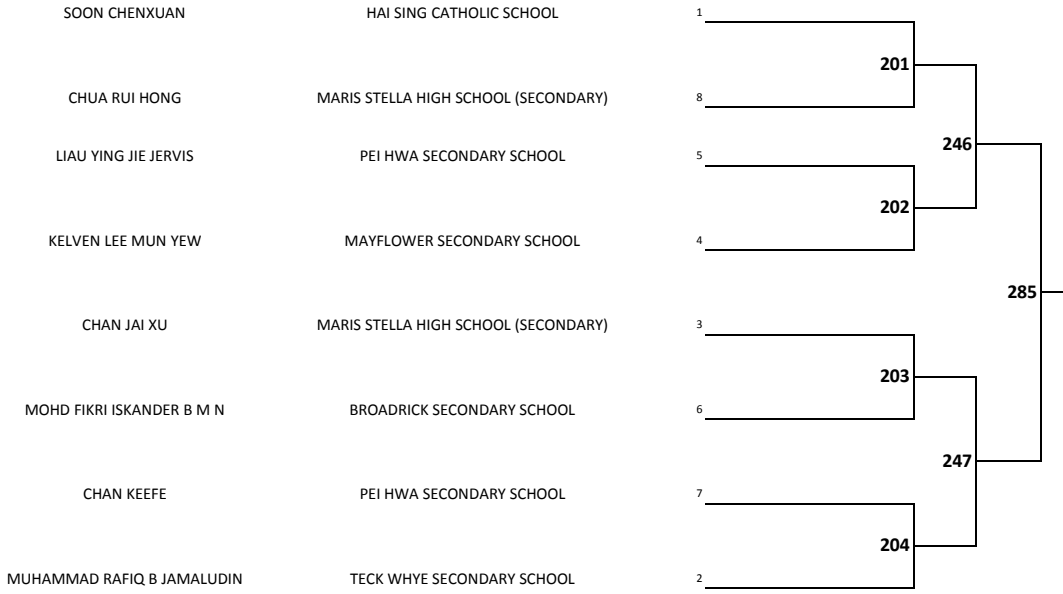 SOON CHENXUAN HAI SING CATHOLIC SCHOOL 1
201
CHUA RUI HONG MARIS STELLA HIGH SCHOOL (SECONDARY) 8
246
LIAU YING JIE JERVIS PEI HWA SECONDARY SCHOOL 5
202
KELVEN LEE MUN YEW MAYFLOWER SECONDARY SCHOOL 4
285
CHAN JAI XU MARIS STELLA HIGH SCHOOL (SECONDARY) 3
203
MOHD FIKRI ISKANDER B M N BROADRICK SECONDARY SCHOOL 6
247
CHAN KEEFE PEI HWA SECONDARY SCHOOL 7
204
MUHAMMAD RAFIQ B JAMALUDIN TECK WHYE SECONDARY SCHOOL 2